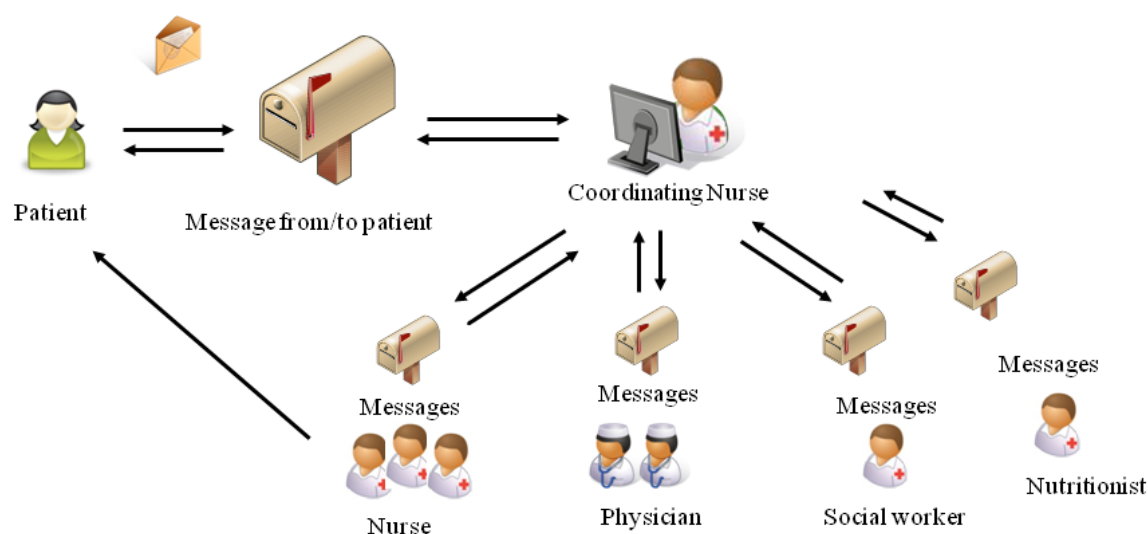 Patient
Message from/to patient
Coordinating Nurse
Messages
Messages
Messages
Messages
Nurse
Physician
Social worker
Nutritionist